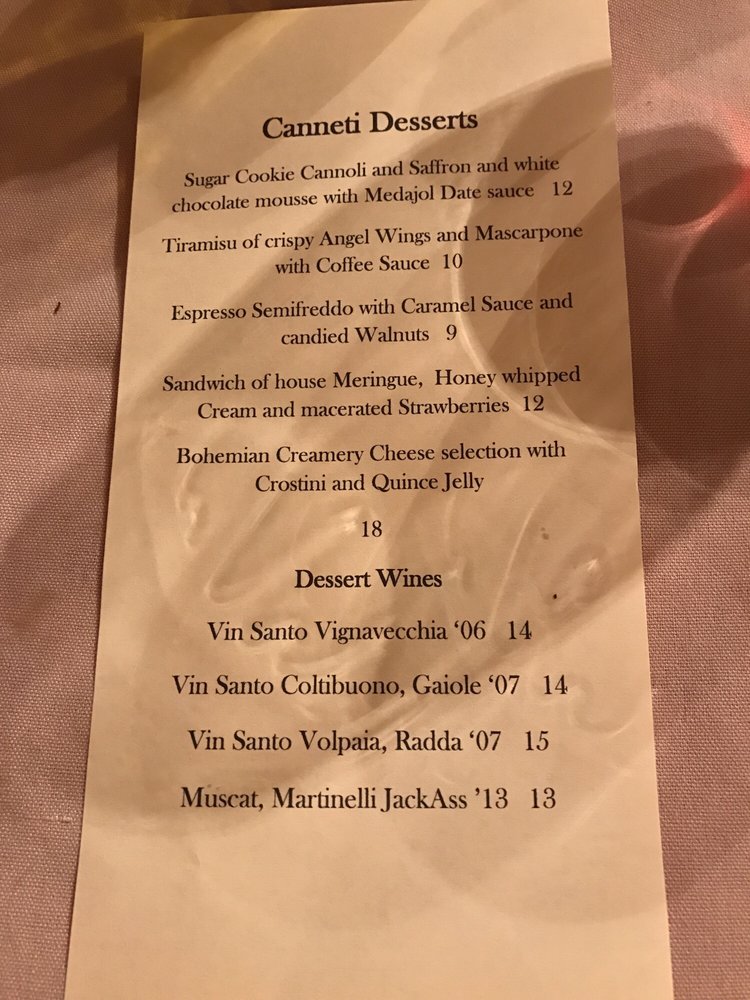 Canneti Desserts
Sugar Cookie Cannoli and Saffron and white
chocolate mousse with Medajol Date sauce 12
Tiramisu of crispy Angel Wings and Mascarpone
with Coffee Sauce 10
Espresso Semifreddo with Caramel Sauce and
candied Walnuts 9
Sandwich of house Meringue, Honey whipped
Cream and macerated Strawberries 12
Bohemian Creamery Cheese selection with
Crostini and Quince Jelly
18
Dessert Wines
Vin Santo Vignavecchia ‘06 14
Vin Santo Coltibuono, Gaiole ‘07 14
Vin Santo Volpaia, Radda ‘07 15
Muscat, Martinelli JackAss ’13 13